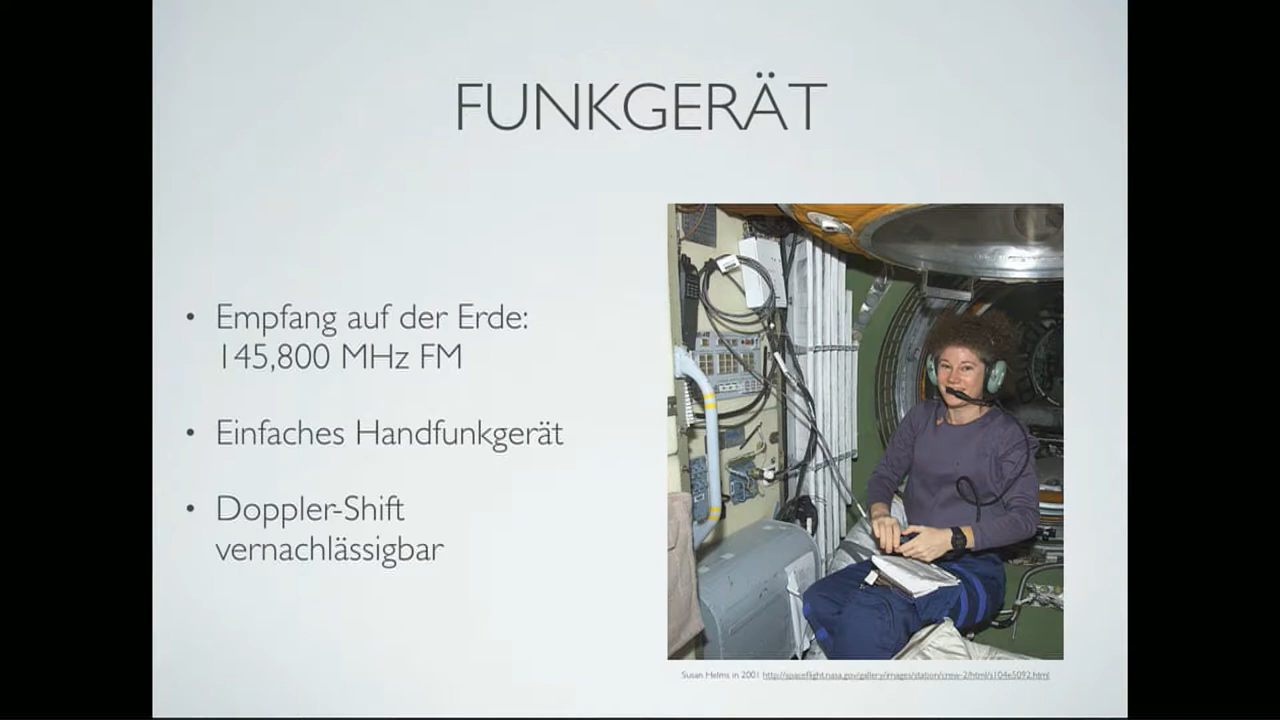 FUNKGERÄT
• Empfang auf der Erde:
145,800 MHz FM
• Einfaches Handfunkgerät
• Doppler-Shift
vernachlässigbar
Susan Helms in 2001 http://spaceflight.nasa.gov/gallery/images/station/crew-2/html/s104e5092.html